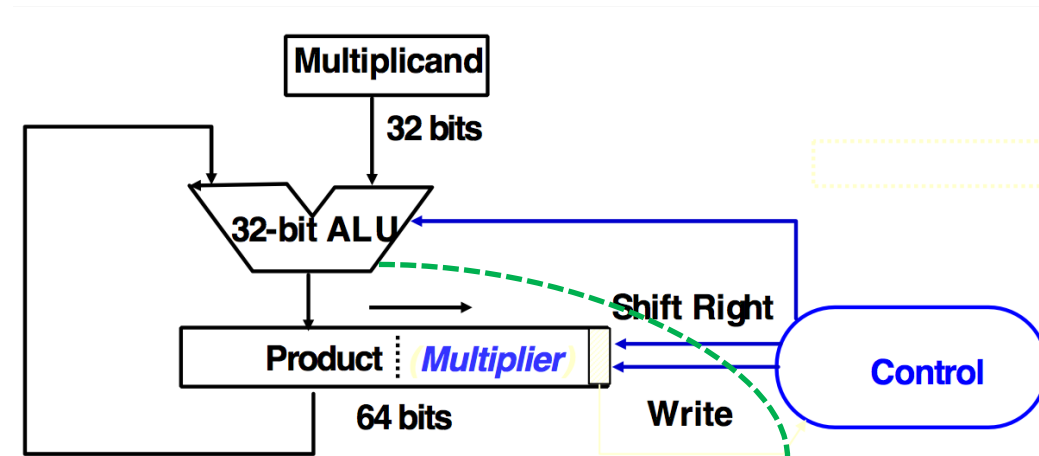 Multiplicand
32 bits
32-bit ALU
Shift Right
Product (Multiplier)
Control
64 bits
Write